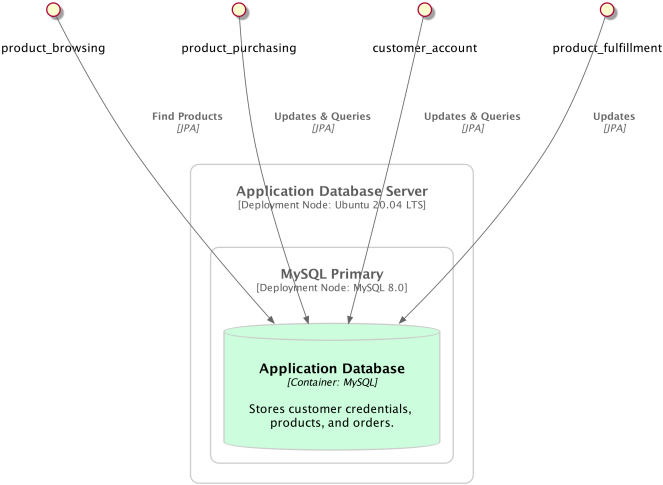 product_browsing
product_purchasing
customer_account
product_fulfillment
Find Products
[JPA]
Updates & Queries
[JPA]
Updates & Queries
[JPA]
Updates
[JPA]
Application Database Server
[Deployment Node: Ubuntu 20.04 LTS]
MySQL Primary
[Deployment Node: MySQL 8.0]
Application Database
[Container: MySQL]
Stores customer credentials,
products, and orders.